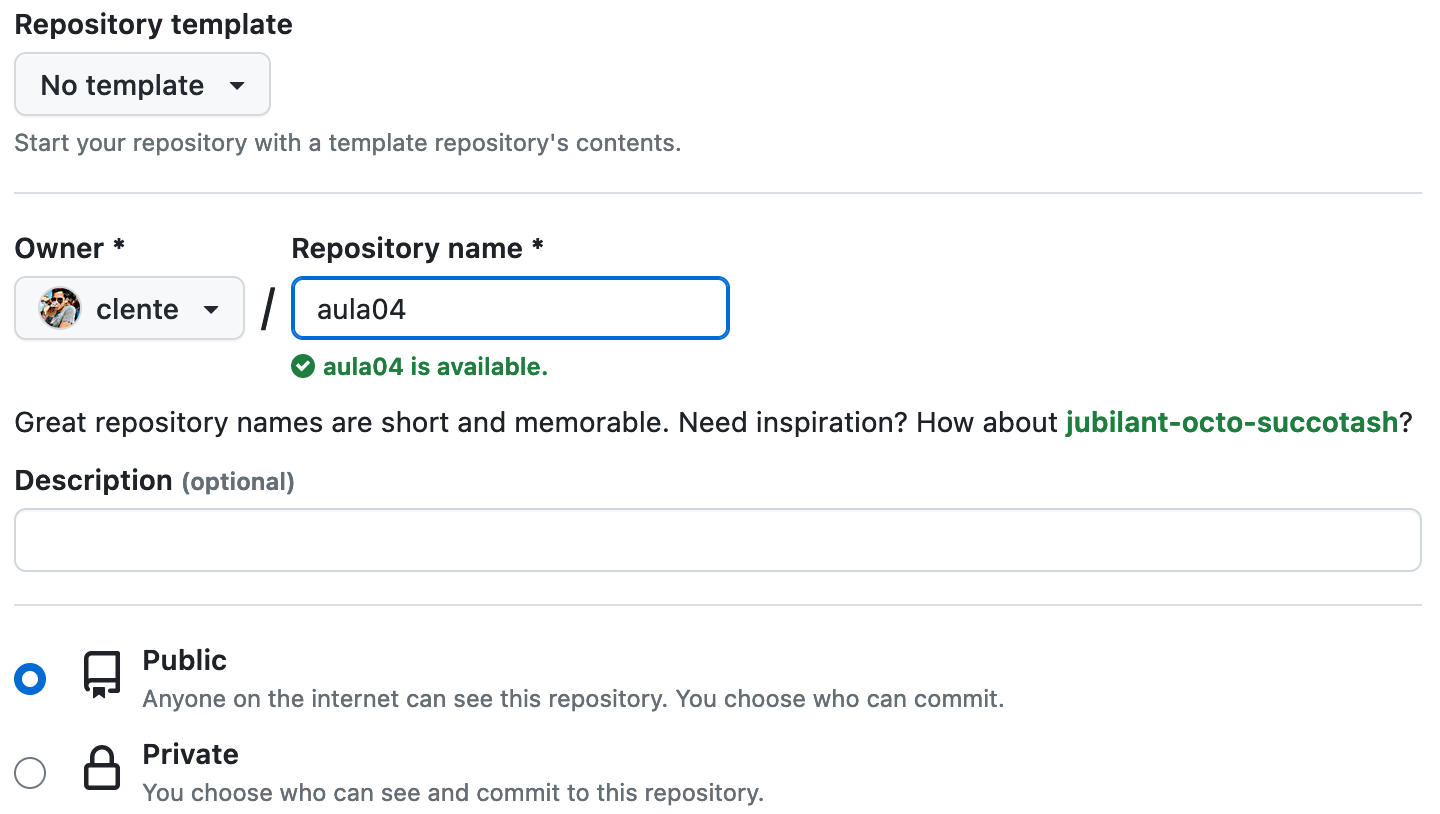 Repository template
No template
Start your repository with a template repository's contents.
Owner *
Repository name *
clente
/
aula04
aula04 is available.
Great repository names are short and memorable. Need inspiration? How about jubilant-octo-succotash?
Description (optional)
Public
Anyone on the internet can see this repository. You choose who can commit.
Private
You choose who can see and commit to this repository.